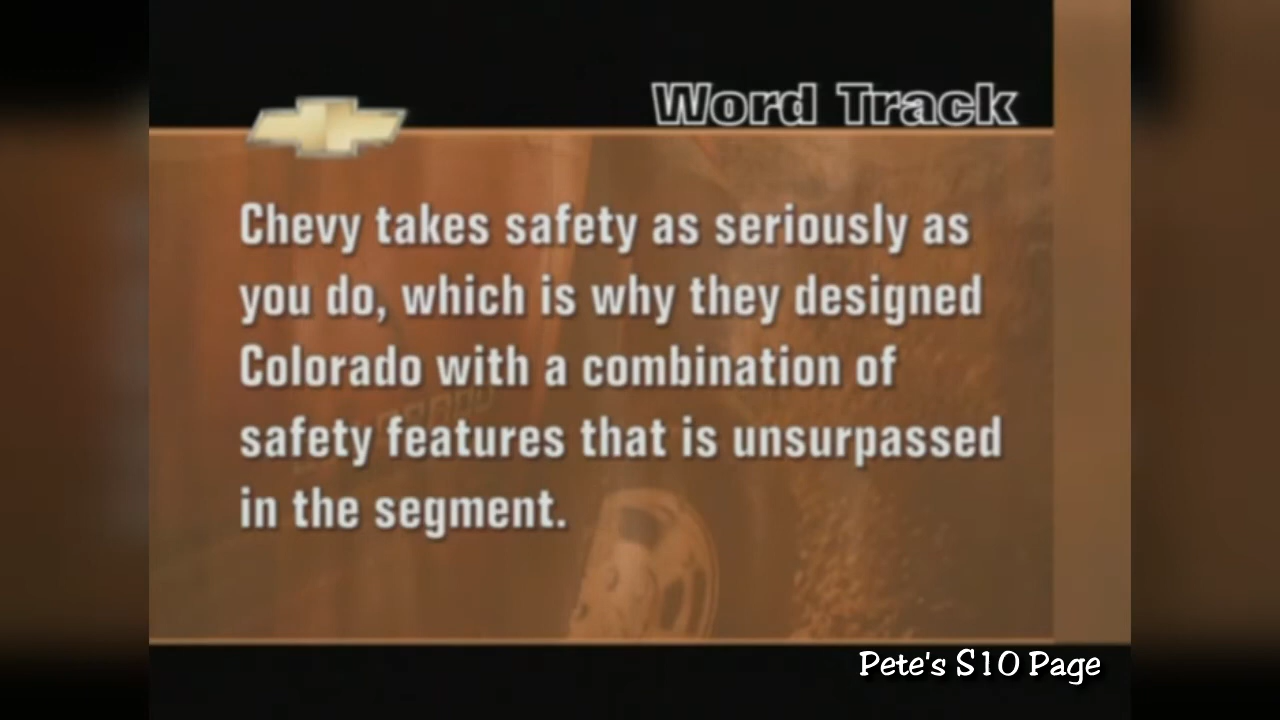 Word Track
Chevy takes safety as seriously as
you do, which is why they designed
Colorado with a combination of
safety features that is unsurpassed
in the segment.
Pete's S10 Page